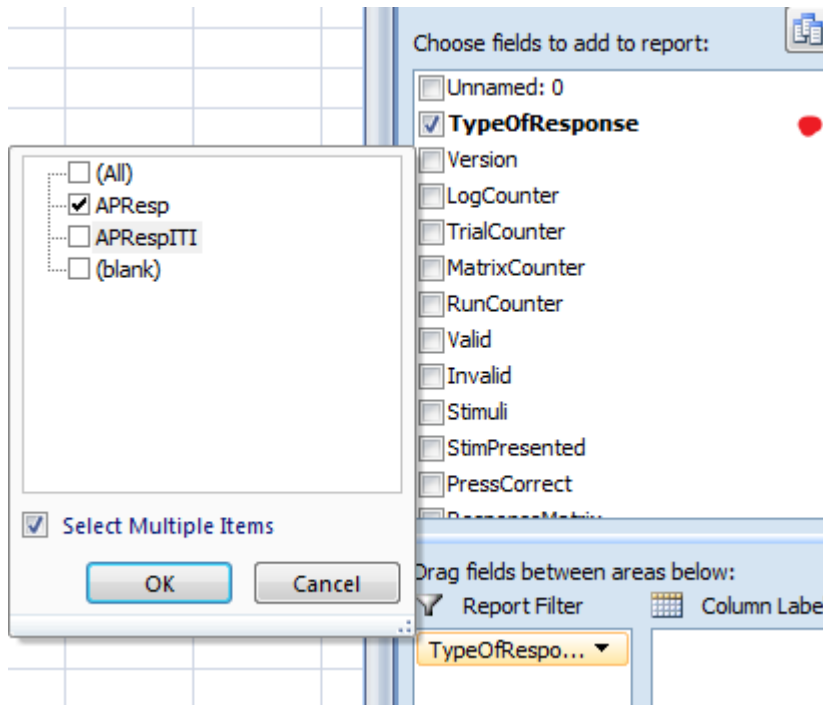 Choose fields to add to report:
Unnamed: 0
TypeOfResponse
Version
LogCounter
TrialCounter
MatrixCounter
RunCounter
Valid
Invalid
Stimuli
StimPresented
PressCorrect
(All)
APResp
APRespITI
(blank)
Select Multiple Items
OK Cancel
Drag fields between areas below:
Report Filter Column Labe
TypeOfRespo...